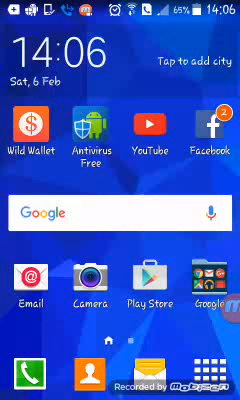 65% 14:06
14:06
Sat, 6 Feb
Tap to add city
Wild Wallet
Antivirus Free
YouTube
2
Facebook
Google
Email
Camera
Play Store
Google
Recorded by Mobizen